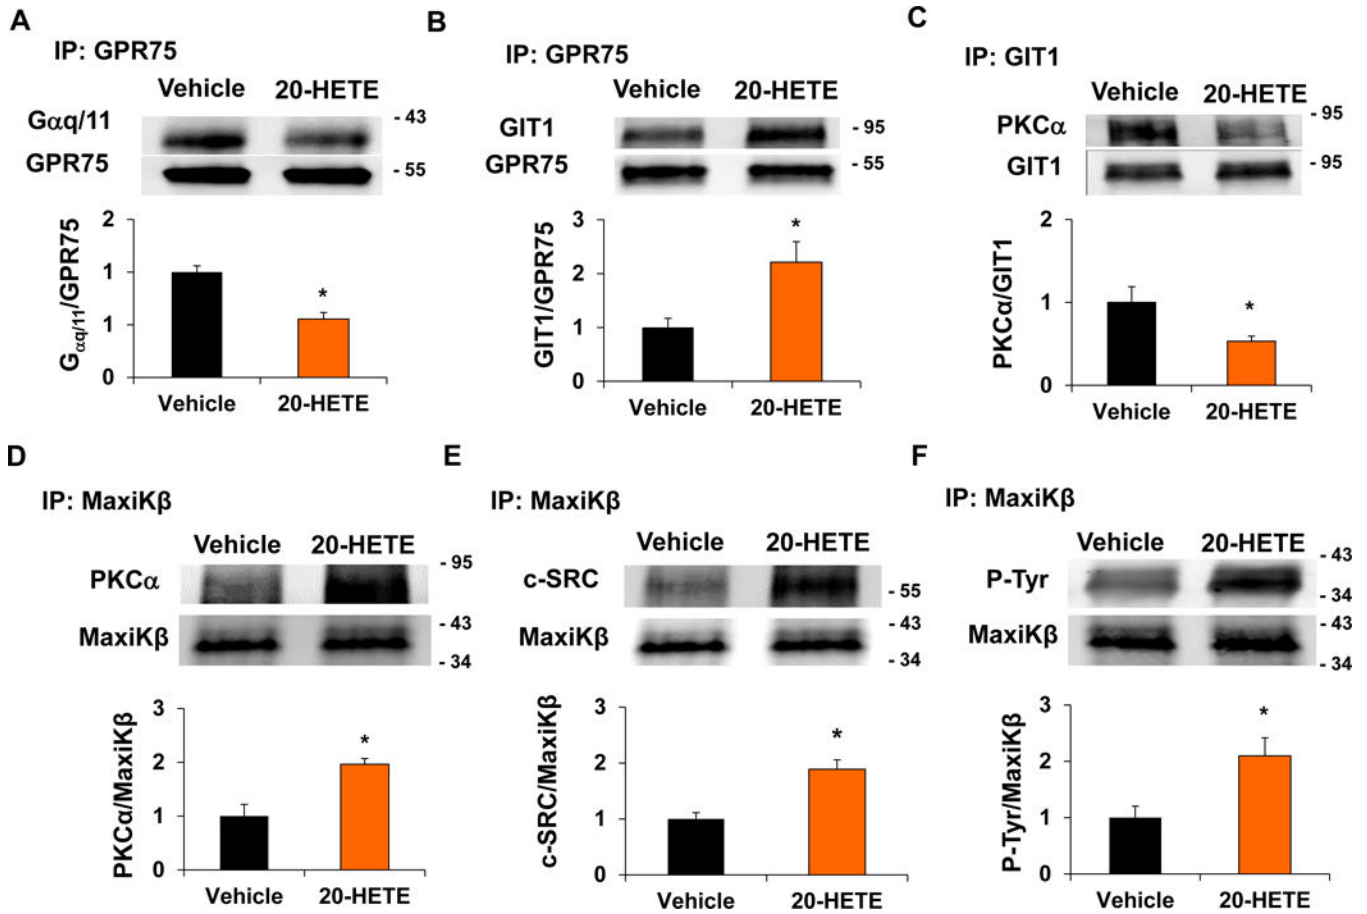 A
IP: GPR75
Vehicle 20-HETE
Gαq/11 - 43
GPR75 - 55
2
1
1
0
Gαq/11/GPR75
Vehicle 20-HETE
*
B
IP: GPR75
Vehicle 20-HETE
GIT1 - 95
GPR75 - 55
3
2
1
0
GIT1/GPR75
Vehicle 20-HETE
*
C
IP: GIT1
Vehicle 20-HETE
PKCα - 95
GIT1 - 95
2
1
0
PKCα/GIT1
Vehicle 20-HETE
*
D
IP: MaxiKβ
Vehicle 20-HETE
PKCα - 95
MaxiKβ - 43
- 34
3
2
1
0
PKCα/MaxiKβ
Vehicle 20-HETE
*
E
IP: MaxiKβ
Vehicle 20-HETE
c-SRC - 55
MaxiKβ - 43
- 34
3
2
1
0
c-SRC/MaxiKβ
Vehicle 20-HETE
*
F
IP: MaxiKβ
Vehicle 20-HETE
- 43
P-Tyr - 34
MaxiKβ - 43
- 34
3
2
1
0
P-Tyr/MaxiKβ
Vehicle 20-HETE
*